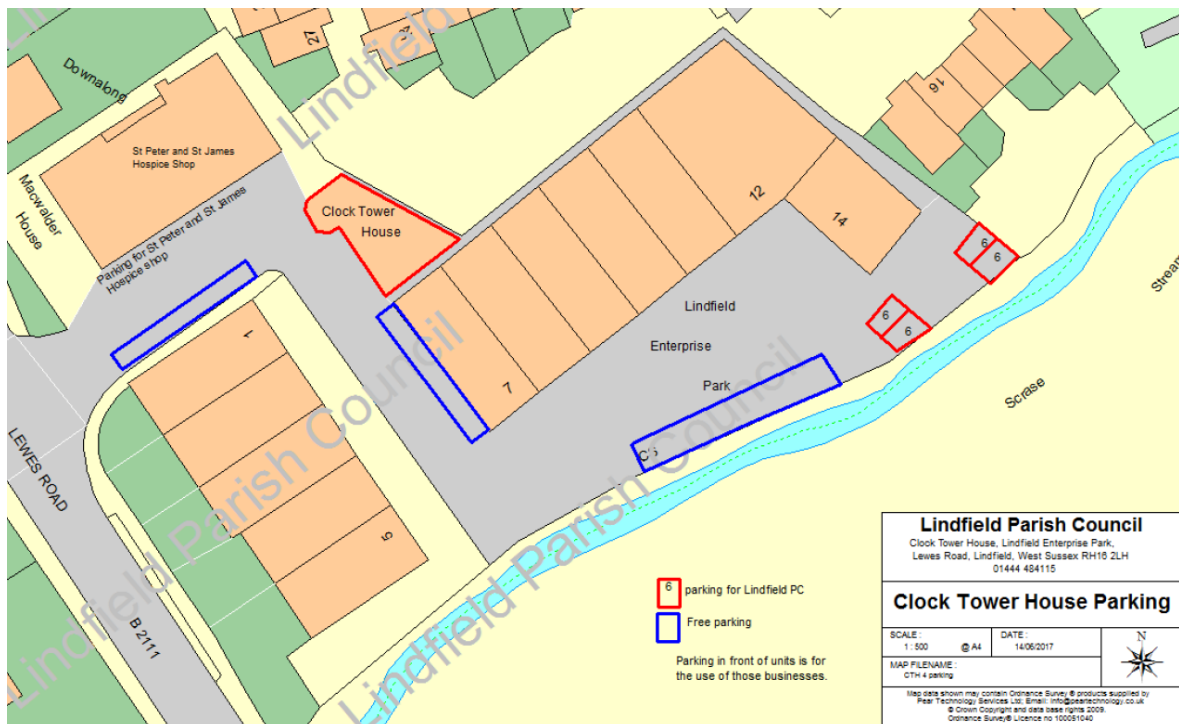 27
16
Downalong
St Peter and St James
Hospice Shop
Macwalder
House
Parking for St Peter and St James
Hospice shop
Clock Tower
House
12
14
6
6
6
6
Lindfield
Enterprise
Park
1
7
5
Stream
Scrase
LEWES ROAD
B 2111
Lindfield Parish Council
Lindfield Parish Council
Lindfield
6 parking for Lindfield PC
Free parking
Parking in front of units is for
the use of those businesses.
Lindfield Parish Council
Clock Tower House, Lindfield Enterprise Park,
Lewes Road, Lindfield, West Sussex RH16 2LH
01444 484115
Clock Tower House Parking
SCALE :
1 : 500 @ A4
DATE :
14/06/2017
N
MAP FILENAME :
CTH 4 parking
Map data shown may contain Ordnance Survey ® products supplied by
Pear Technology Services Ltd; Email: info@peartechnology.co.uk
© Crown Copyright and data base rights 2009.
Ordnance Survey® Licence no 100051040